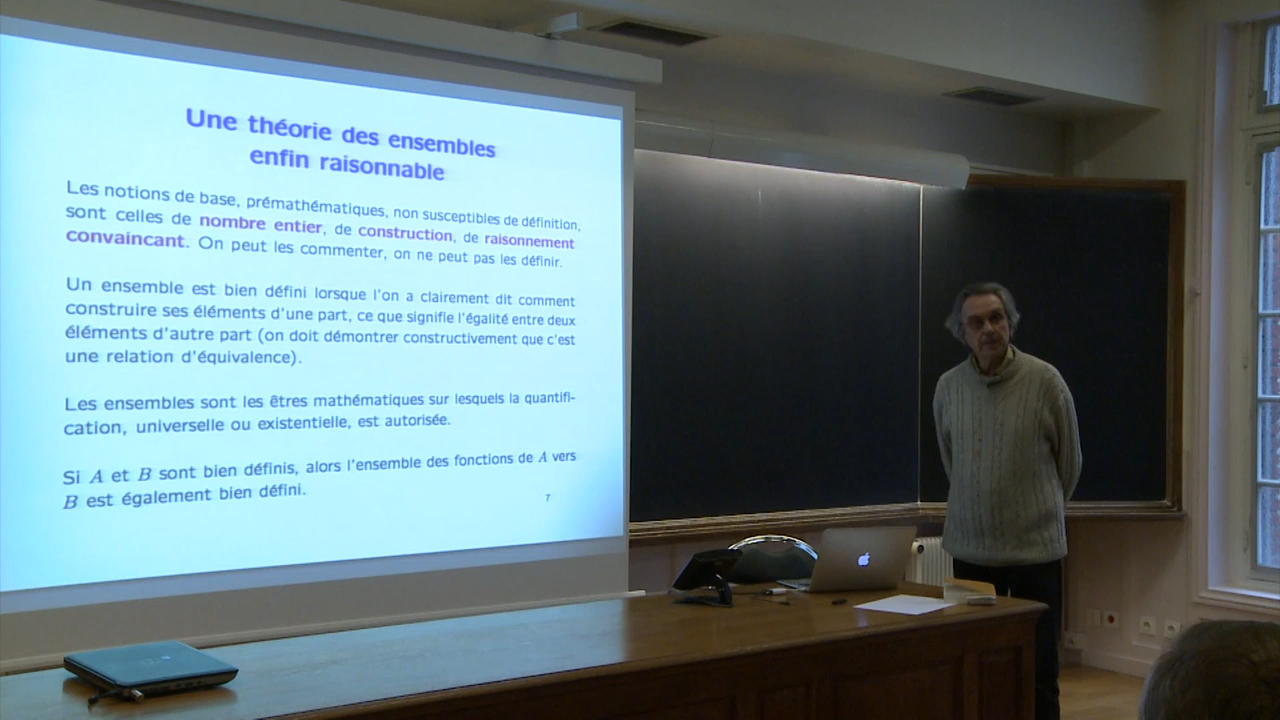 Une théorie des ensembles
enfin raisonnable
Les notions de base, prémathématiques, non susceptibles de définition,
sont celles de nombre entier, de construction, de raisonnement
convaincant. On peut les commenter, on ne peut pas les définir.
Un ensemble est bien défini lorsque l'on a clairement dit comment
construire ses éléments d'une part, ce que signifie l'égalité entre deux
éléments d'autre part (on doit démontrer constructivement que c'est
une relation d'équivalence).
Les ensembles sont les êtres mathématiques sur lesquels la quantifi-
cation, universelle ou existentielle, est autorisée.
Si A et B sont bien définis, alors l'ensemble des fonctions de A vers
B est également bien défini.
7